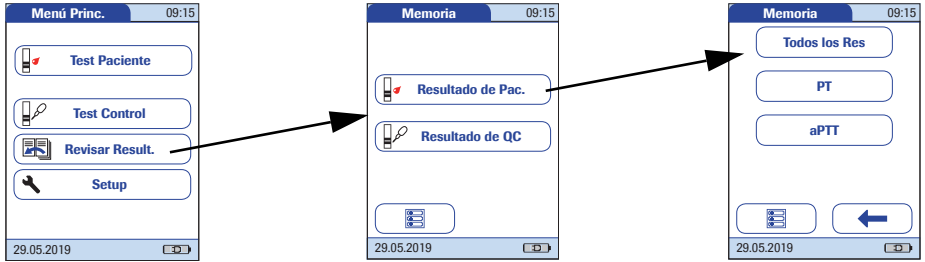 Menú Princ. 09:15
Test Paciente
Test Control
Revisar Result.
Setup
29.05.2019
Memoria 09:15
Resultado de Pac.
Resultado de QC
29.05.2019
Memoria 09:15
Todos los Res
PT
aPTT
29.05.2019